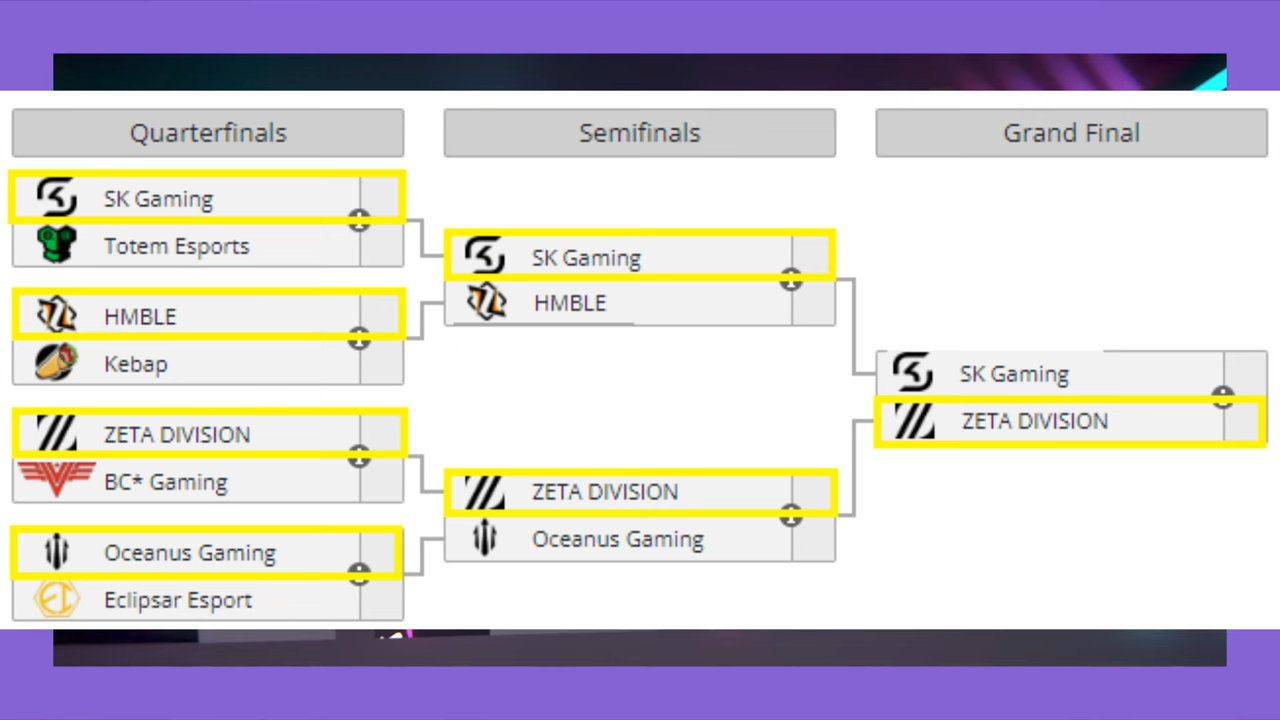 Quarterfinals
Semifinals
Grand Final
SK Gaming
Totem Esports
HMBLE
Kebap
ZETA DIVISION
BC* Gaming
Oceanus Gaming
Eclipsar Esport
SK Gaming
HMBLE
ZETA DIVISION
Oceanus Gaming
SK Gaming
ZETA DIVISION